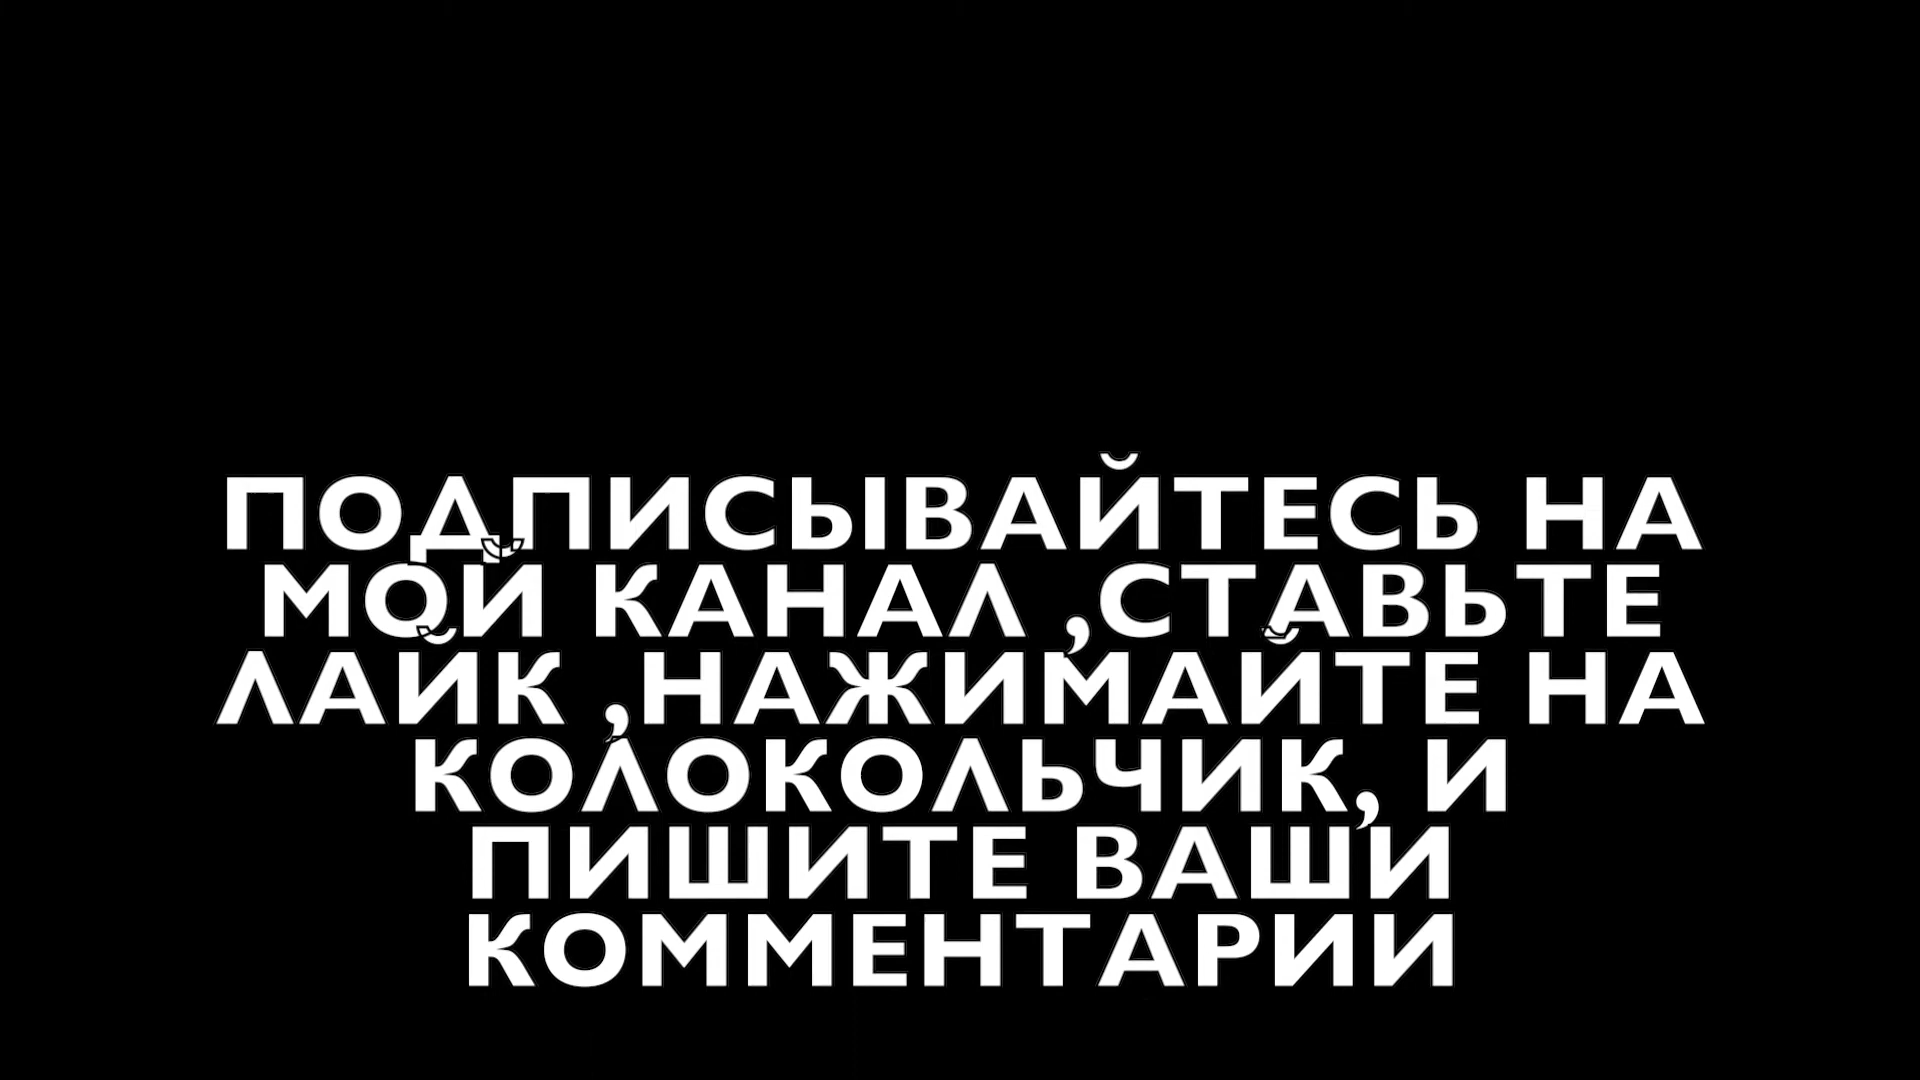 ПОДПИСЫВАЙТЕСЬ НА
МОЙ КАНАЛ ,СТАВЬТЕ
ЛАЙК ,НАЖИМАЙТЕ НА
КОЛОКОЛЬЧИК, И
ПИШИТЕ ВАШИ
КОММЕНТАРИИ